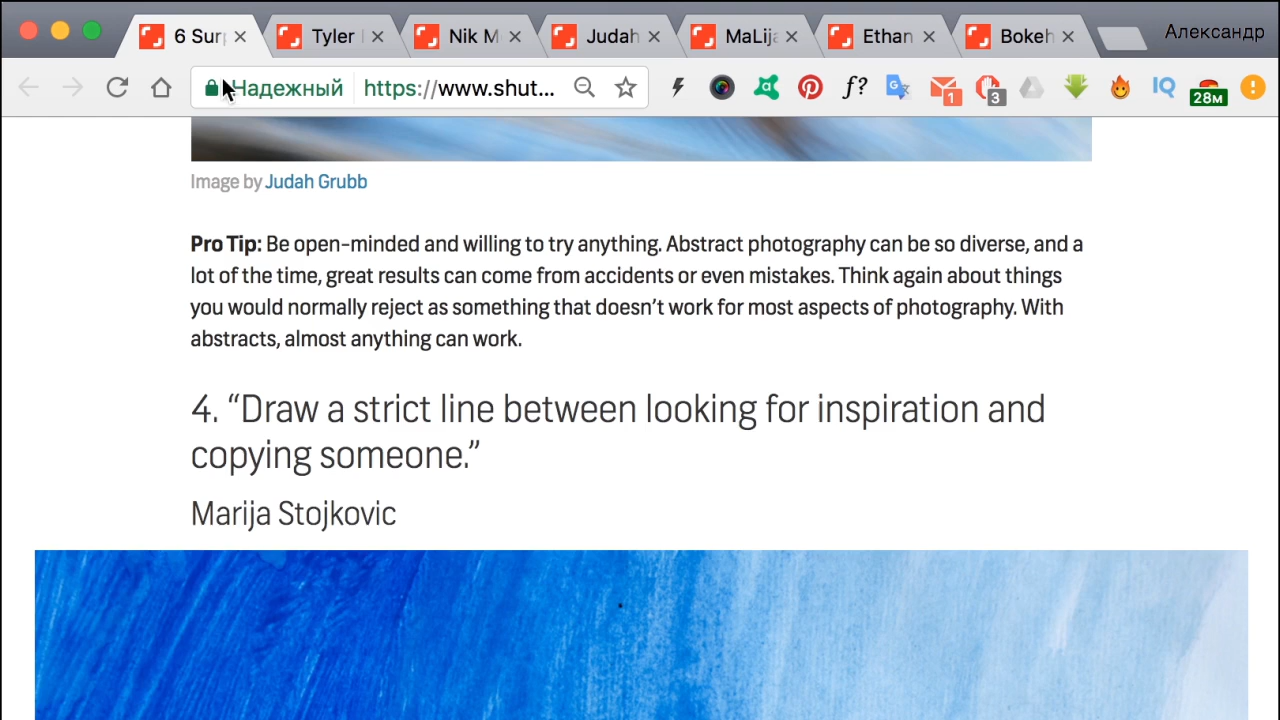 6 Sur
Tyler
Nik M
Judah
MaLija
Ethan
Bokeh
Александр
Надежный
https://www.shut...
f?
1
3
IQ
28м
Image by Judah Grubb
Pro Tip: Be open-minded and willing to try anything. Abstract photography can be so diverse, and a
lot of the time, great results can come from accidents or even mistakes. Think again about things
you would normally reject as something that doesn’t work for most aspects of photography. With
abstracts, almost anything can work.
4. “Draw a strict line between looking for inspiration and
copying someone.”
Marija Stojkovic